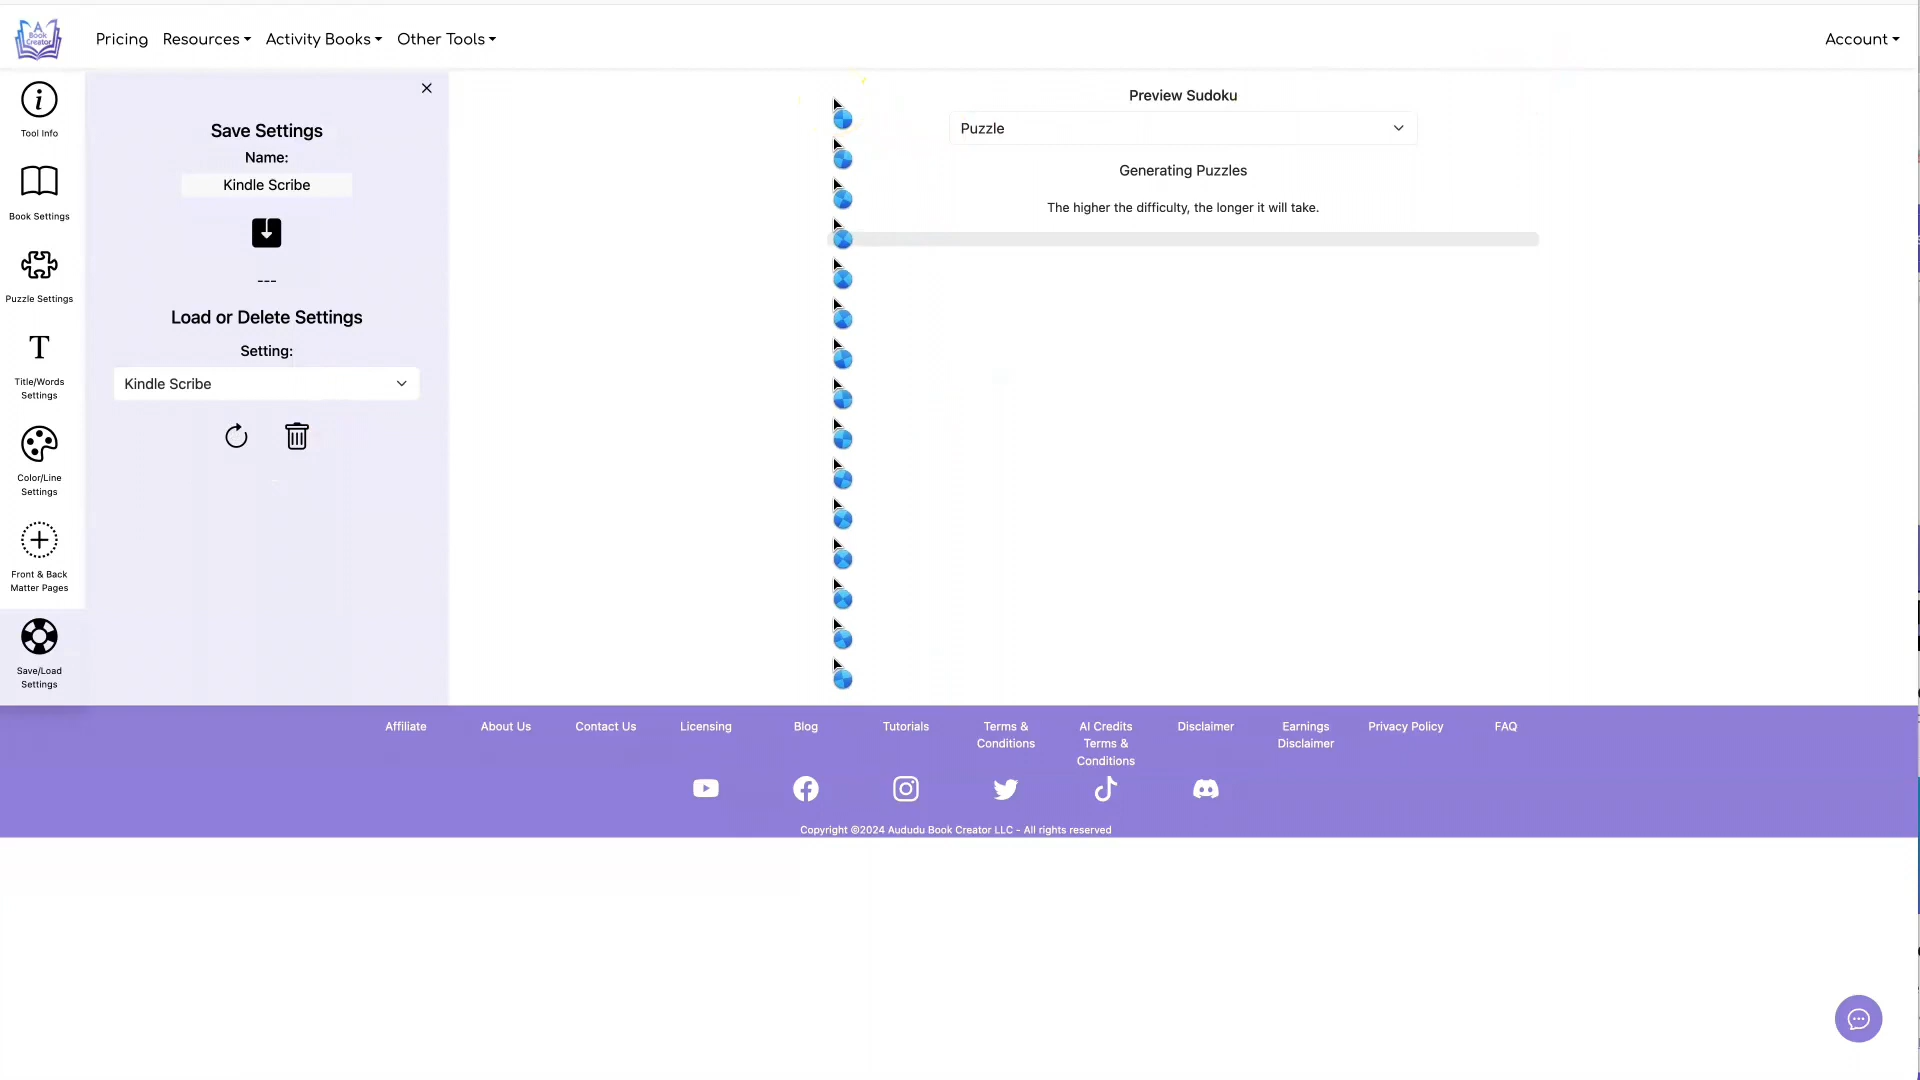 A
Book
Creator
Pricing
Resources
Activity Books
Other Tools
Account
Tool Info
Book Settings
Puzzle Settings
T
Title/Words
Settings
Color/Line
Settings
Front & Back
Matter Pages
Save/Load
Settings
Save Settings
Name:
Kindle Scribe
---
Load or Delete Settings
Setting:
Kindle Scribe
Preview Sudoku
Puzzle
Generating Puzzles
The higher the difficulty, the longer it will take.
Affiliate
About Us
Contact Us
Licensing
Blog
Tutorials
Terms &
Conditions
AI Credits
Terms &
Conditions
Disclaimer
Earnings
Disclaimer
Privacy Policy
FAQ
Copyright ©2024 Aududu Book Creator LLC - All rights reserved